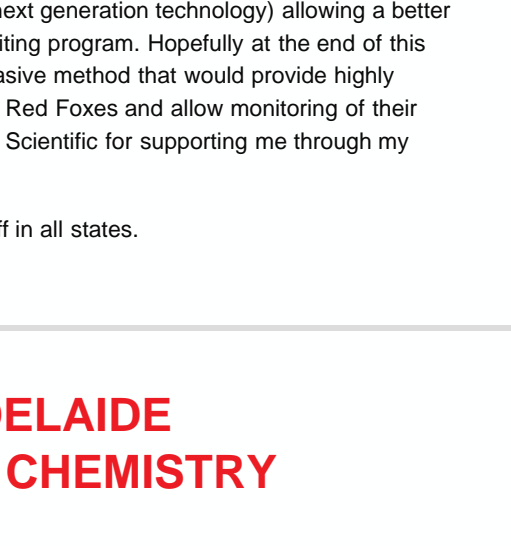 next generation technology) allowing a better
iting program. Hopefully at the end of this
asive method that would provide highly
Red Foxes and allow monitoring of their
Scientific for supporting me through my
ff in all states.
DELAIDE
CHEMISTRY